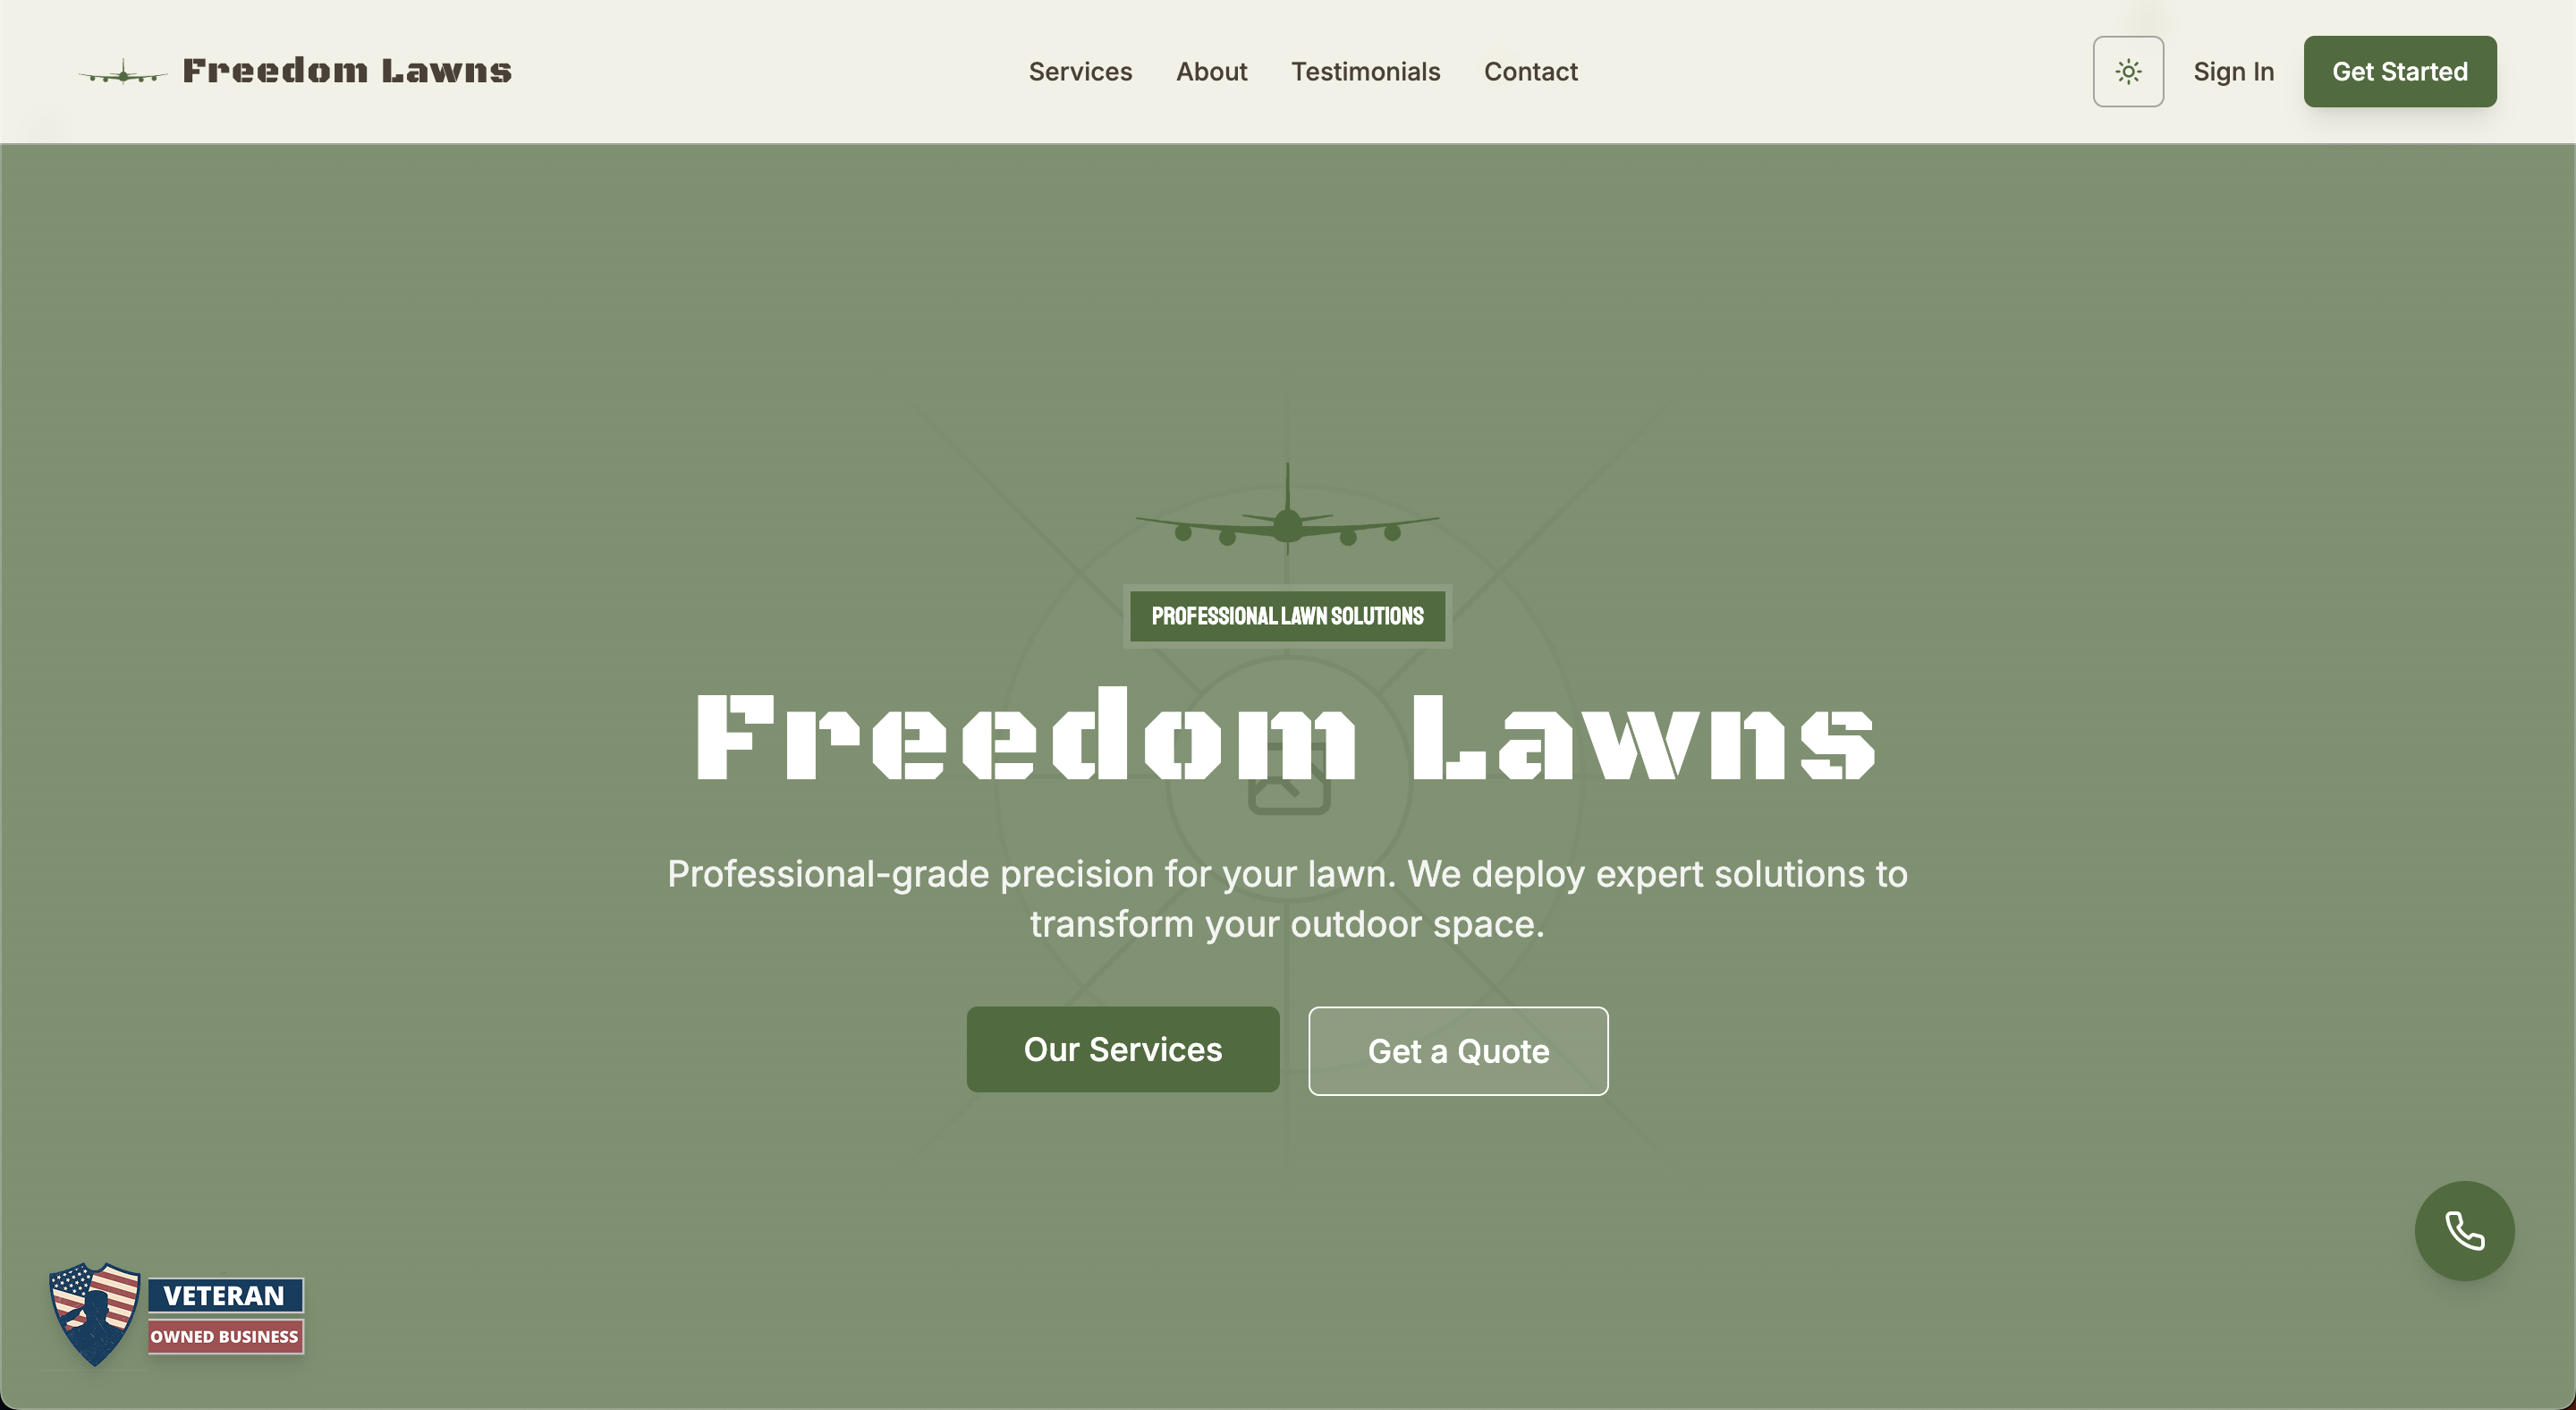 Freedom Lawns
Services
About
Testimonials
Contact
Sign In
Get Started
PROFESSIONAL LAWN SOLUTIONS
Freedom Lawns
Professional-grade precision for your lawn. We deploy expert solutions to
transform your outdoor space.
Our Services
Get a Quote
VETERAN
OWNED BUSINESS